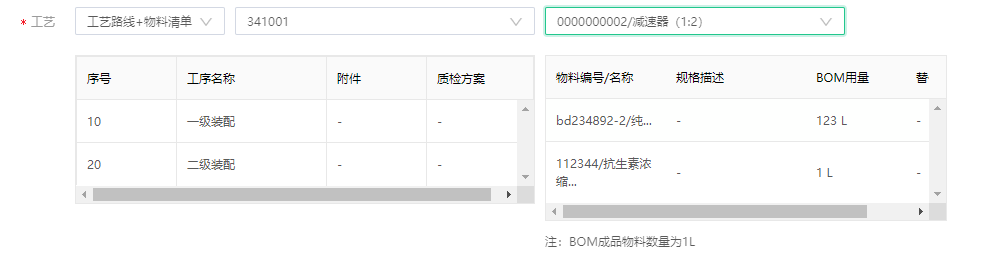 * 工艺 工艺路线+物料清单 341001 0000000002/减速器（1:2）
序号 工序名称 附件 质检方案
10 一级装配 - -
20 二级装配 - -
物料编号/名称 规格描述 BOM用量 替
bd234892-2/纯... - 123 L -
112344/抗生素浓
缩... - 1 L -
注：BOM成品物料数量为1L